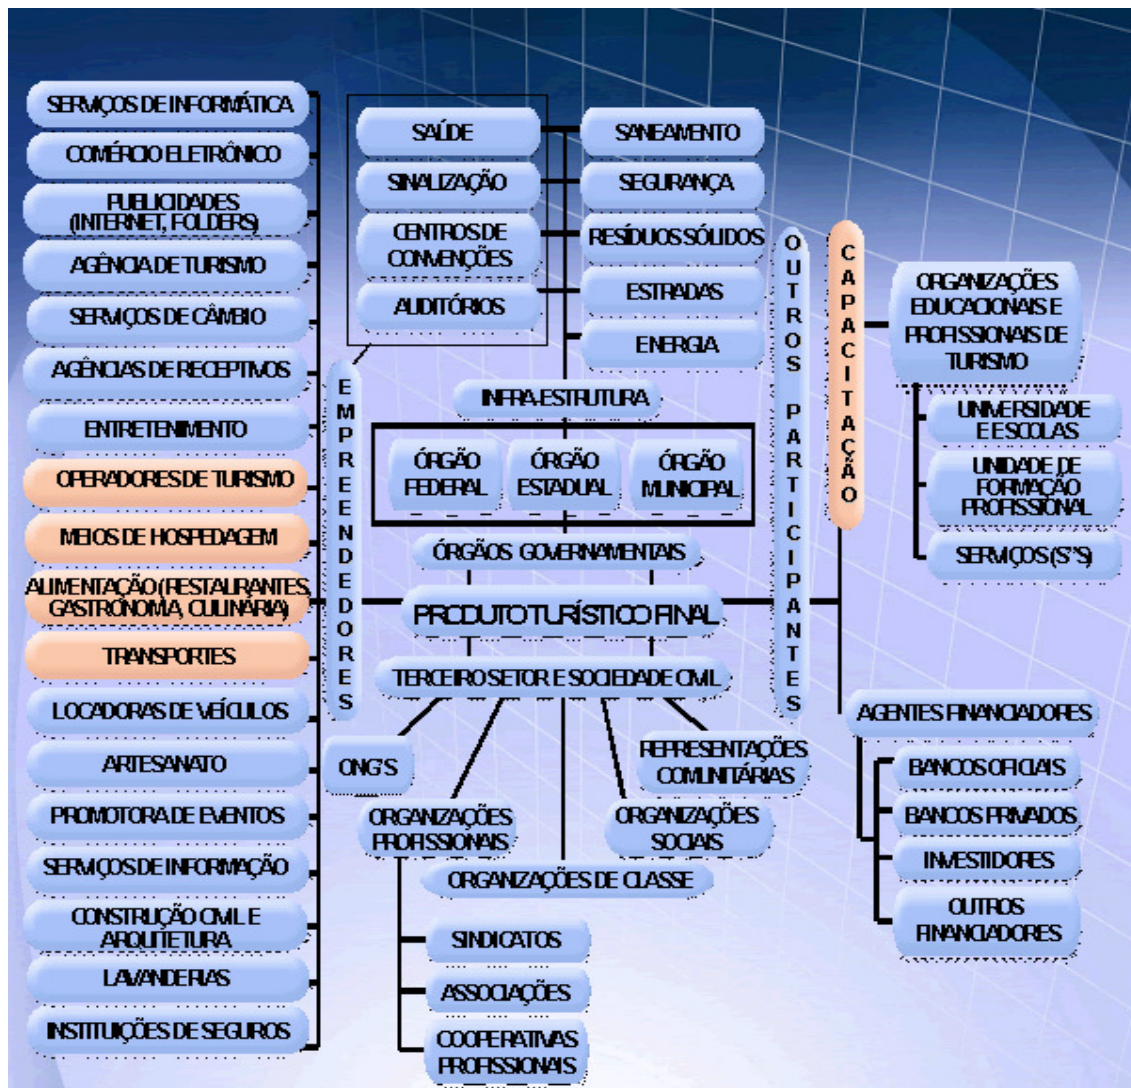 SERVIÇOS DE INFORMÁTICA
COMÉRCIO ELETRÔNICO
PUBLICIDADES
(INTERNET, FOLDERS)
AGÊNCIA DE TURISMO
SERVIÇOS DE CÂMBIO
AGÊNCIAS DE RECEPTIVOS
ENTRETENIMENTO
OPERADORES DE TURISMO
MEIOS DE HOSPEDAGEM
ALIMENTAÇÃO (RESTAURANTES,
GASTRONOMIA, CULINÁRIA)
TRANSPORTES
LOCADORAS DE VEÍCULOS
ARTESANATO
PROMOTORA DE EVENTOS
SERVIÇOS DE INFORMAÇÃO
CONSTRUÇÃO CIVIL E
ARQUITETURA
LAVANDERIAS
INSTITUIÇÕES DE SEGUROS
EMPREENDEDORES
SAÚDE
SINALIZAÇÃO
CENTROS DE
CONVENÇÕES
AUDITÓRIOS
SANEAMENTO
SEGURANÇA
RESÍDUOS SÓLIDOS
ESTRADAS
ENERGIA
INFRA-ESTRUTURA
ÓRGÃO
FEDERAL
ÓRGÃO
ESTADUAL
ÓRGÃO
MUNICIPAL
ÓRGÃOS GOVERNAMENTAIS
PRODUTO TURÍSTICO FINAL
TERCEIRO SETOR E SOCIEDADE CIVIL
ONG'S
ORGANIZAÇÕES
PROFISSIONAIS
ORGANIZAÇÕES DE CLASSE
ORGANIZAÇÕES
SOCIAIS
REPRESENTAÇÕES
COMUNITÁRIAS
SINDICATOS
ASSOCIAÇÕES
COOPERATIVAS
PROFISSIONAIS
OUTROS PARTICIPANTES
CAPACITAÇÃO
ORGANIZAÇÕES
EDUCACIONAIS E
PROFISSIONAIS DE
TURISMO
UNIVERSIDADE
E ESCOLAS
UNIDADE DE
FORMAÇÃO
PROFISSIONAL
SERVIÇOS (S"S)
AGENTES FINANCIADORES
BANCOS OFICIAIS
BANCOS PRIVADOS
INVESTIDORES
OUTROS
FINANCIADORES